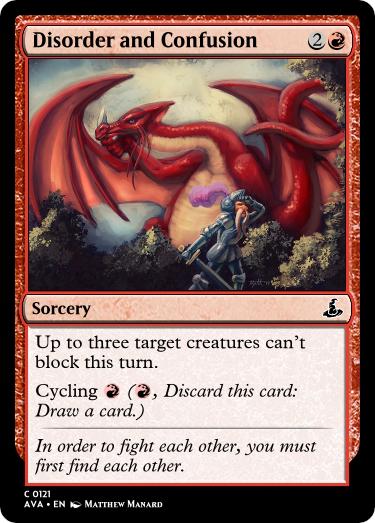 Disorder and Confusion 2
Sorcery
Up to three target creatures can't
block this turn.
Cycling (, Discard this card:
Draw a card.)
In order to fight each other, you must
first find each other.
C 0121
AVA • EN Matthew Manard